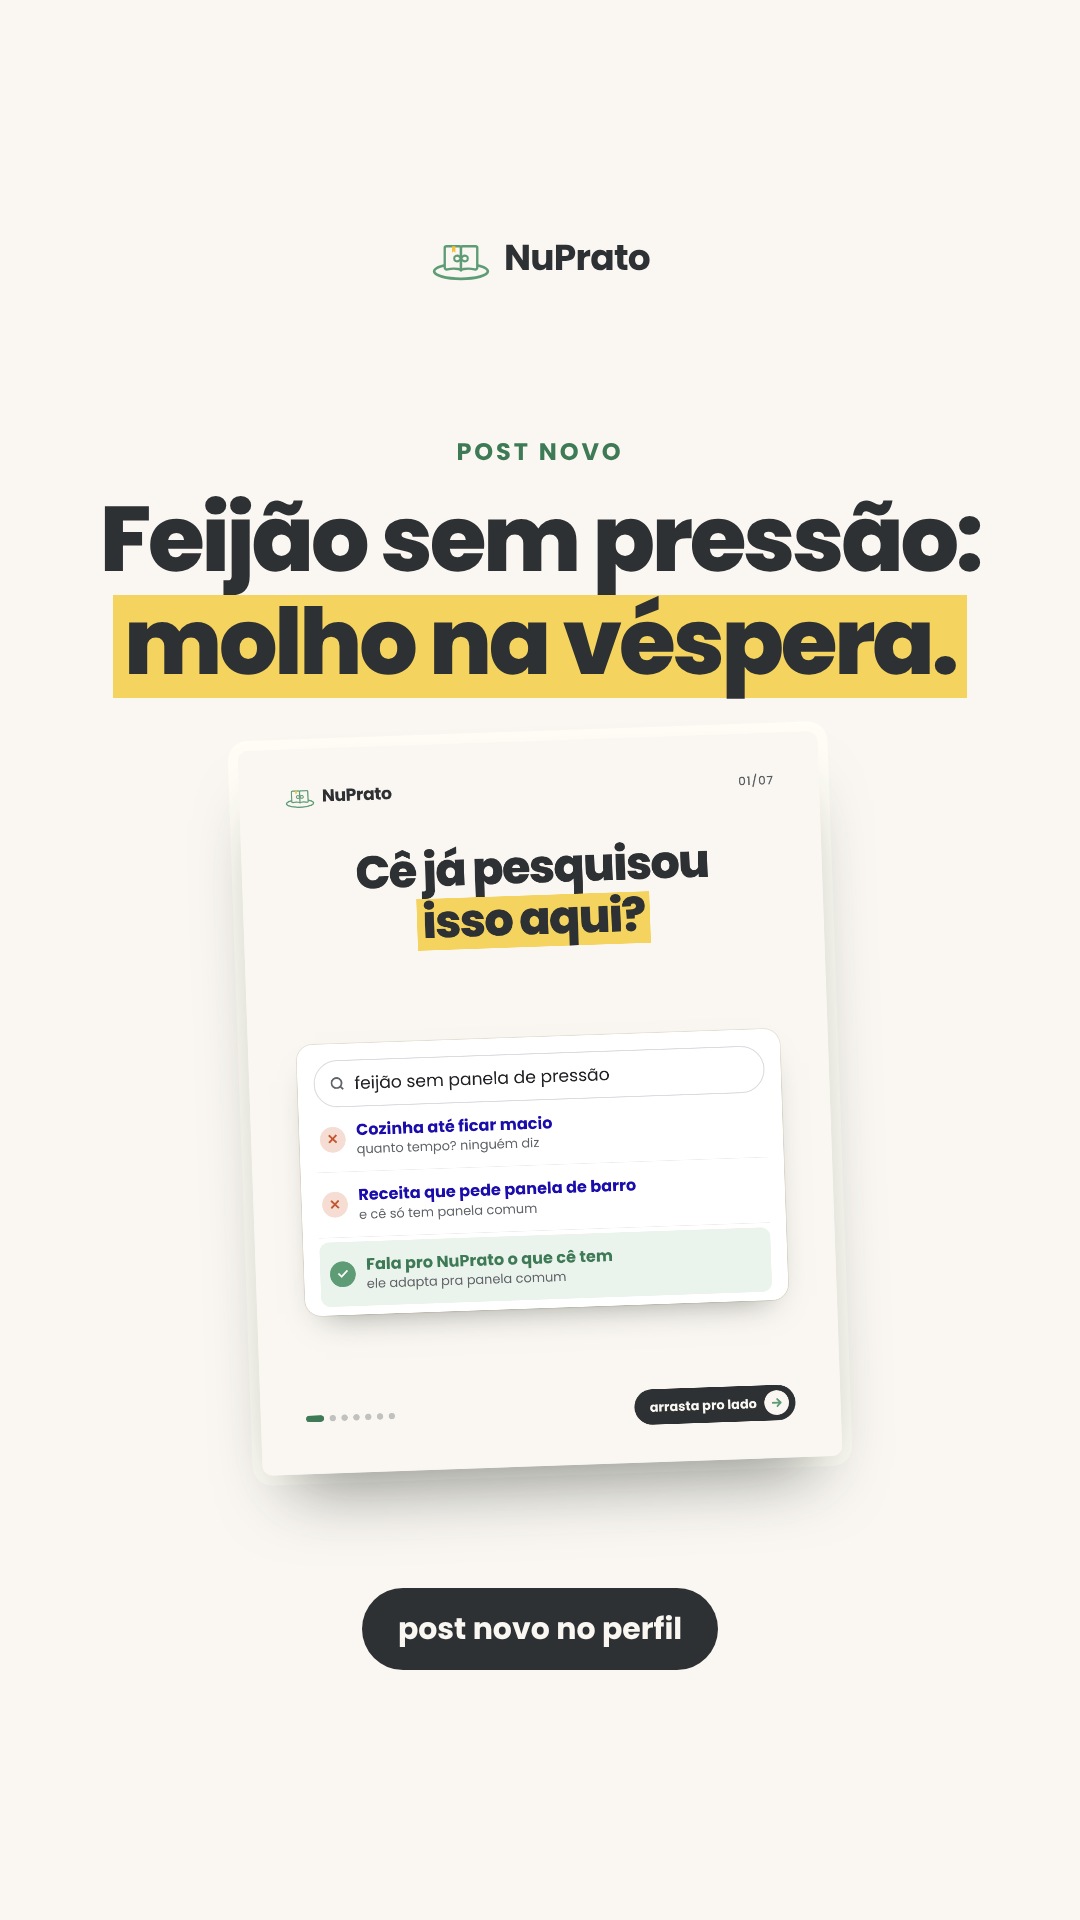 NuPrato
POST NOVO
Feijão sem pressão:
molho na véspera.
NuPrato
01/07
Cê já pesquisou
isso aqui?
feijão sem panela de pressão
Cozinha até ficar macio
quanto tempo? ninguém diz
Receita que pede panela de barro
e cê só tem panela comum
Fala pro NuPrato o que cê tem
ele adapta pra panela comum
arrasta pro lado
post novo no perfil